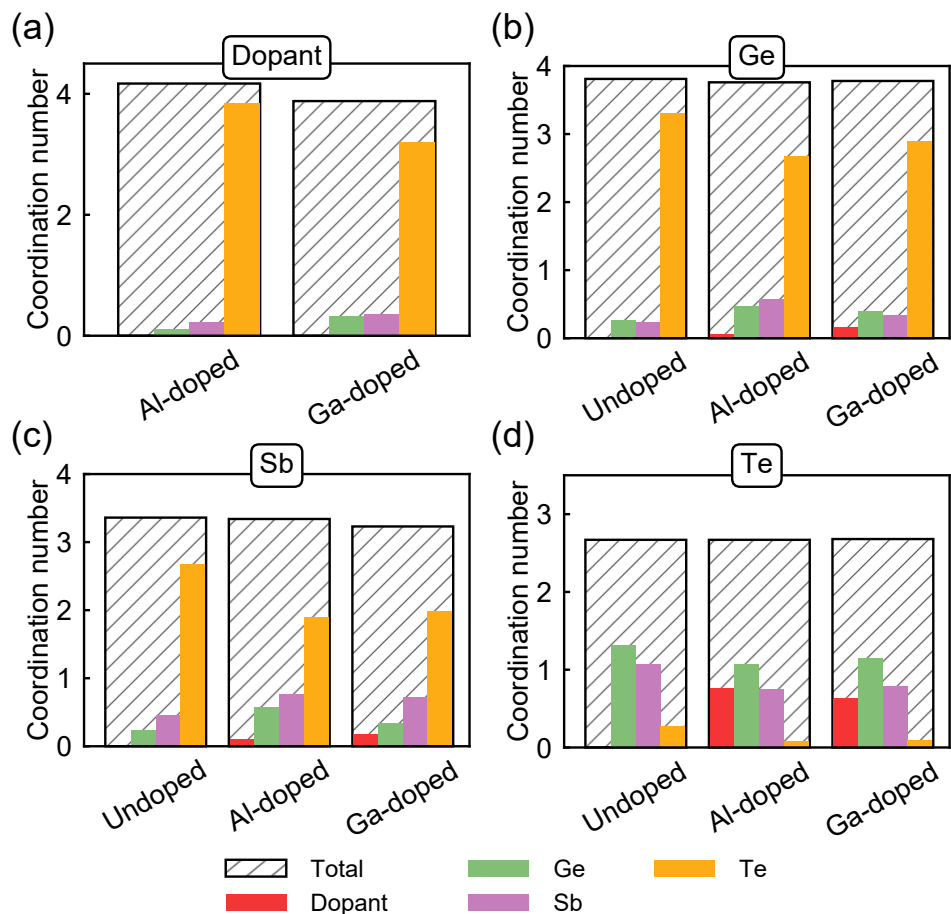 (a)
Dopant
Coordination number
4
2
0
Al-doped
Ga-doped
(b)
Ge
Coordination number
4
3
2
1
0
Undoped
Al-doped
Ga-doped
(c)
Sb
Coordination number
4
3
2
1
0
Undoped
Al-doped
Ga-doped
(d)
Te
Coordination number
3
2
1
0
Undoped
Al-doped
Ga-doped
Total
Ge
Te
Dopant
Sb